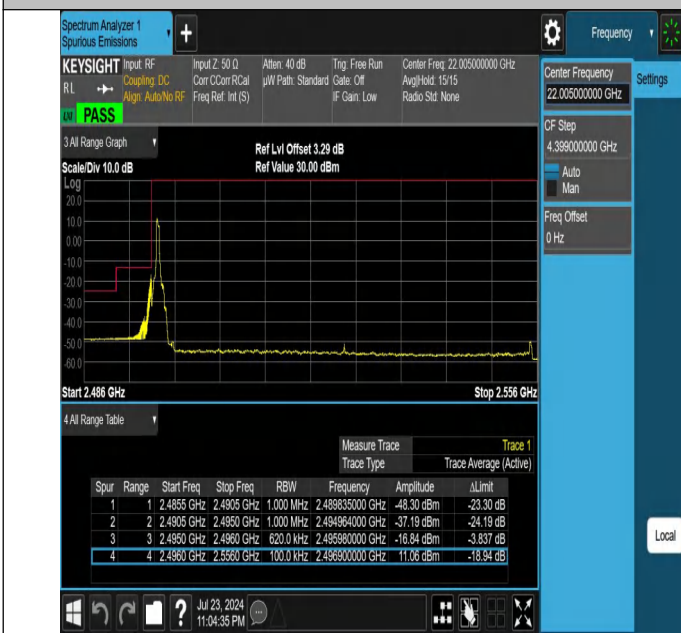 Spectrum Analyzer 1
Spurious Emissions
+
Frequency
KEYSIGHT Input: RF Input Z: 50 Ω Atten: 40 dB Trig: Free Run Center Freq: 22.005000000 GHz
RL Coupling: DC Corr CCorr RCal µW Path: Standard Gate: Off Avg|Hold: 15/15
Align: Auto/No RF Freq Ref: Int (S) IF Gain: Low Radio Std: None
PASS
Center Frequency
22.005000000 GHz
Settings
CF Step
4.399000000 GHz
Auto
Man
Freq Offset
0 Hz
Local
3 All Range Graph
Ref Lvl Offset 3.29 dB
Scale/Div 10.0 dB Ref Value 30.00 dBm
Log
20.0
10.0
0.00
-10.0
-20.0
-30.0
-40.0
-50.0
-60.0
Start 2.486 GHz Stop 2.556 GHz
4 All Range Table
Measure Trace Trace 1
Trace Type Trace Average (Active)
Spur Range Start Freq Stop Freq RBW Frequency Amplitude ΔLimit
1 1 2.4855 GHz 2.4905 GHz 1.000 MHz 2.489835000 GHz -48.30 dBm -23.30 dB
2 2 2.4905 GHz 2.4950 GHz 1.000 MHz 2.494964000 GHz -37.19 dBm -24.19 dB
3 3 2.4950 GHz 2.4960 GHz 620.0 kHz 2.495980000 GHz -16.84 dBm -3.837 dB
4 4 2.4960 GHz 2.5560 GHz 100.0 kHz 2.496900000 GHz 11.06 dBm -18.94 dB
? Jul 23, 2024
11:04:35 PM